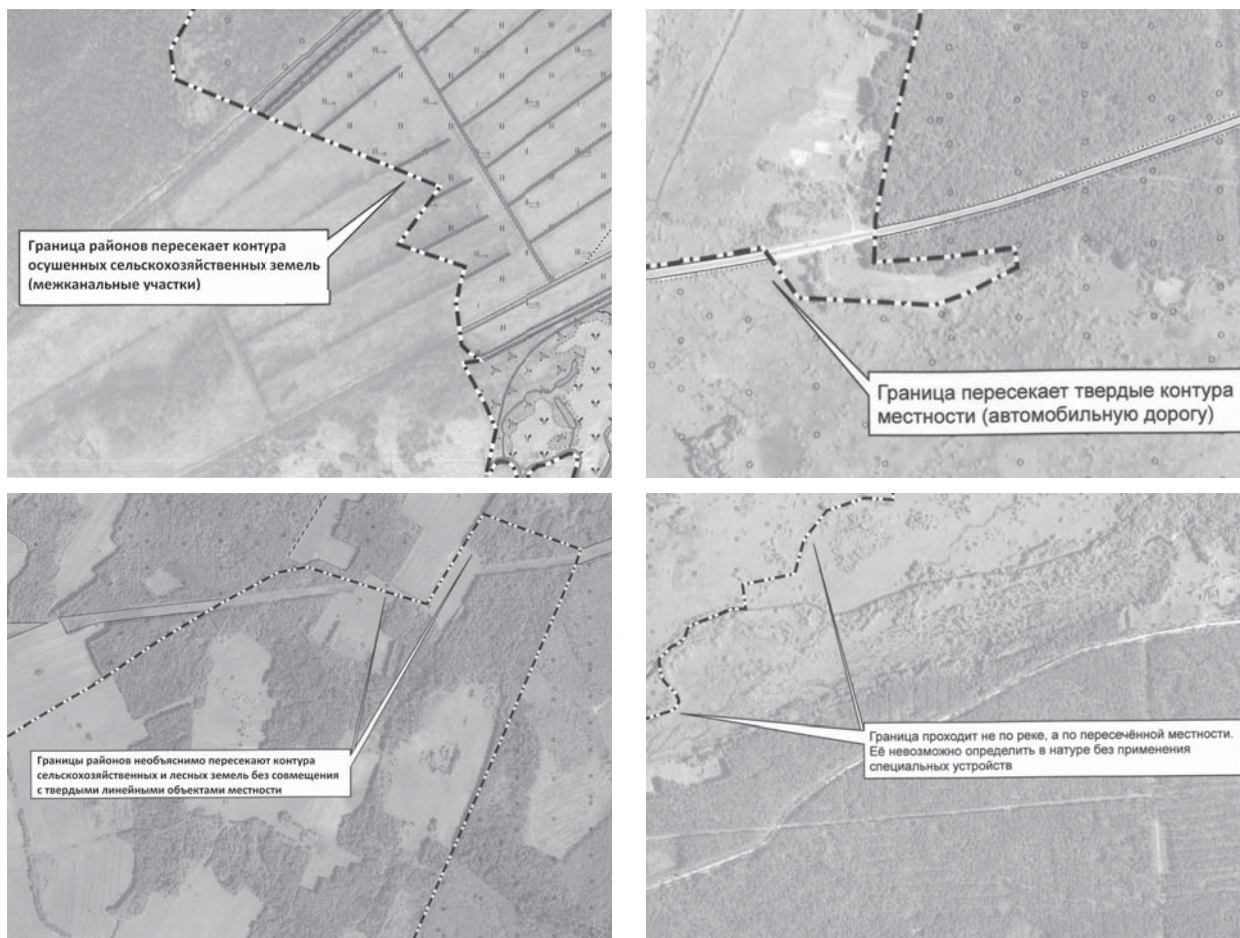 Граница районов пересекает контура
осушенных сельскохозяйственных земель
(межканальные участки)
Граница пересекает твердые контура
местности (автомобильную дорогу)
Границы районов необъяснимо пересекают контура
сельскохозяйственных и лесных земель без совмещения
с твердыми линейными объектами местности
Граница проходит не по реке, а по пересечённой местности.
Её невозможно определить в натуре без применения
специальных устройств